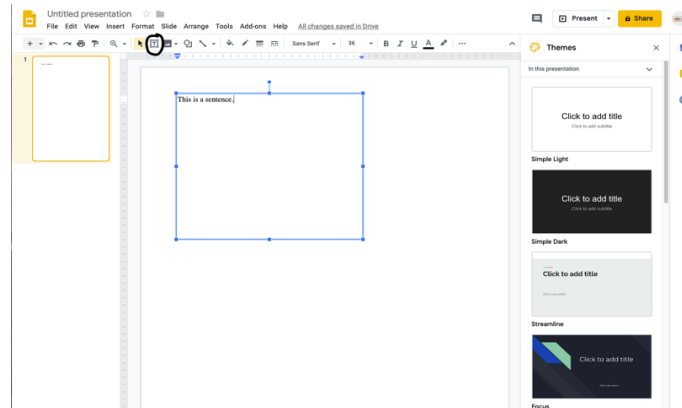 Untitled presentation
File Edit View Insert Format Slide Arrange Tools Add-ons Help All changes saved in Drive
Present
Share
Sans Serif
36
B I U A
Themes
In this presentation
1
This is a sentence.
Click to add title
Click to add subtitle
Simple Light
Click to add title
Click to add subtitle
Simple Dark
Click to add title
Streamline
Click to add title
Focus